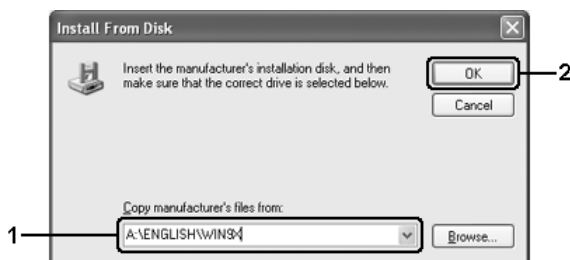 Install From Disk
Insert the manufacturer's installation disk, and then
make sure that the correct drive is selected below.
OK
2
Cancel
Copy manufacturer's files from:
1
A:\ENGLISH\WIN9X
Browse...